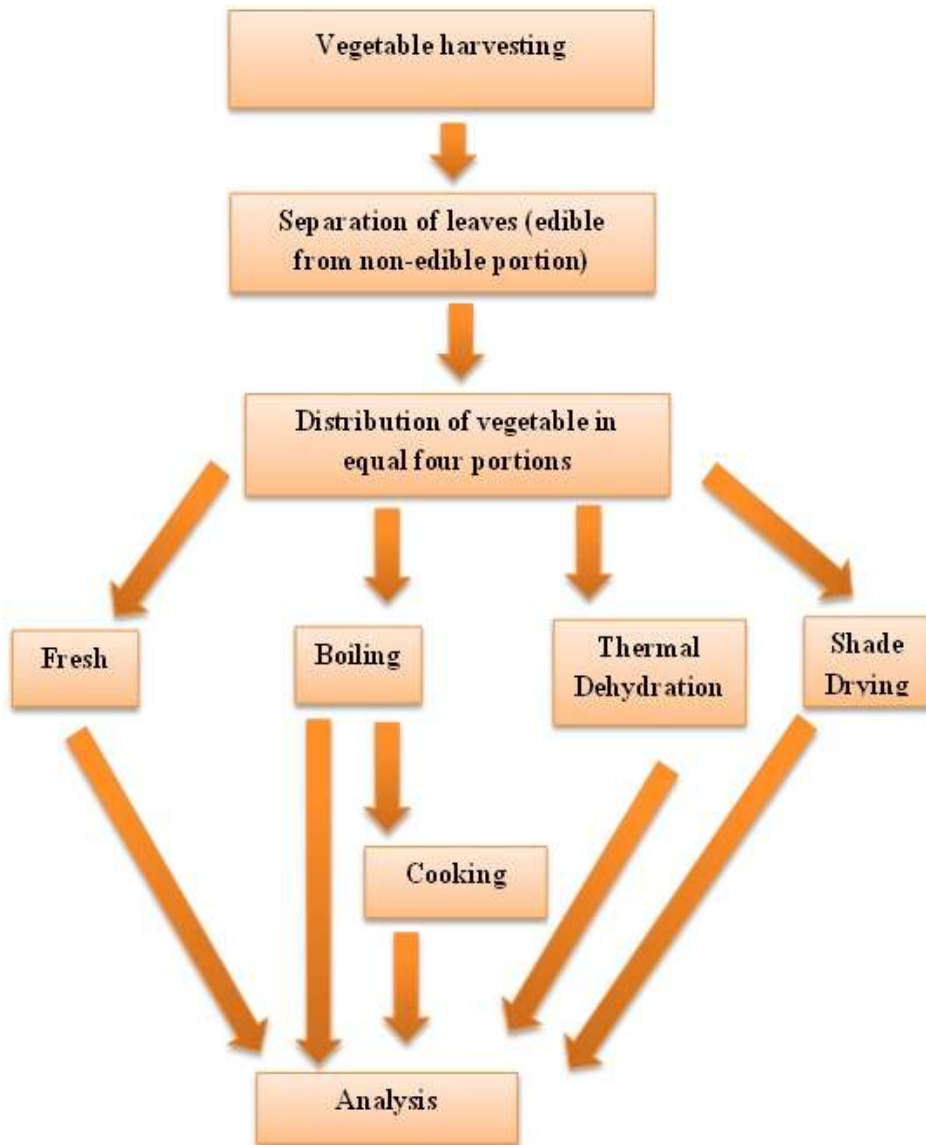 Vegetable harvesting
Separation of leaves (edible
from non-edible portion)
Distribution of vegetable in
equal four portions
Fresh
Boiling
Thermal
Dehydration
Shade
Drying
Cooking
Analysis